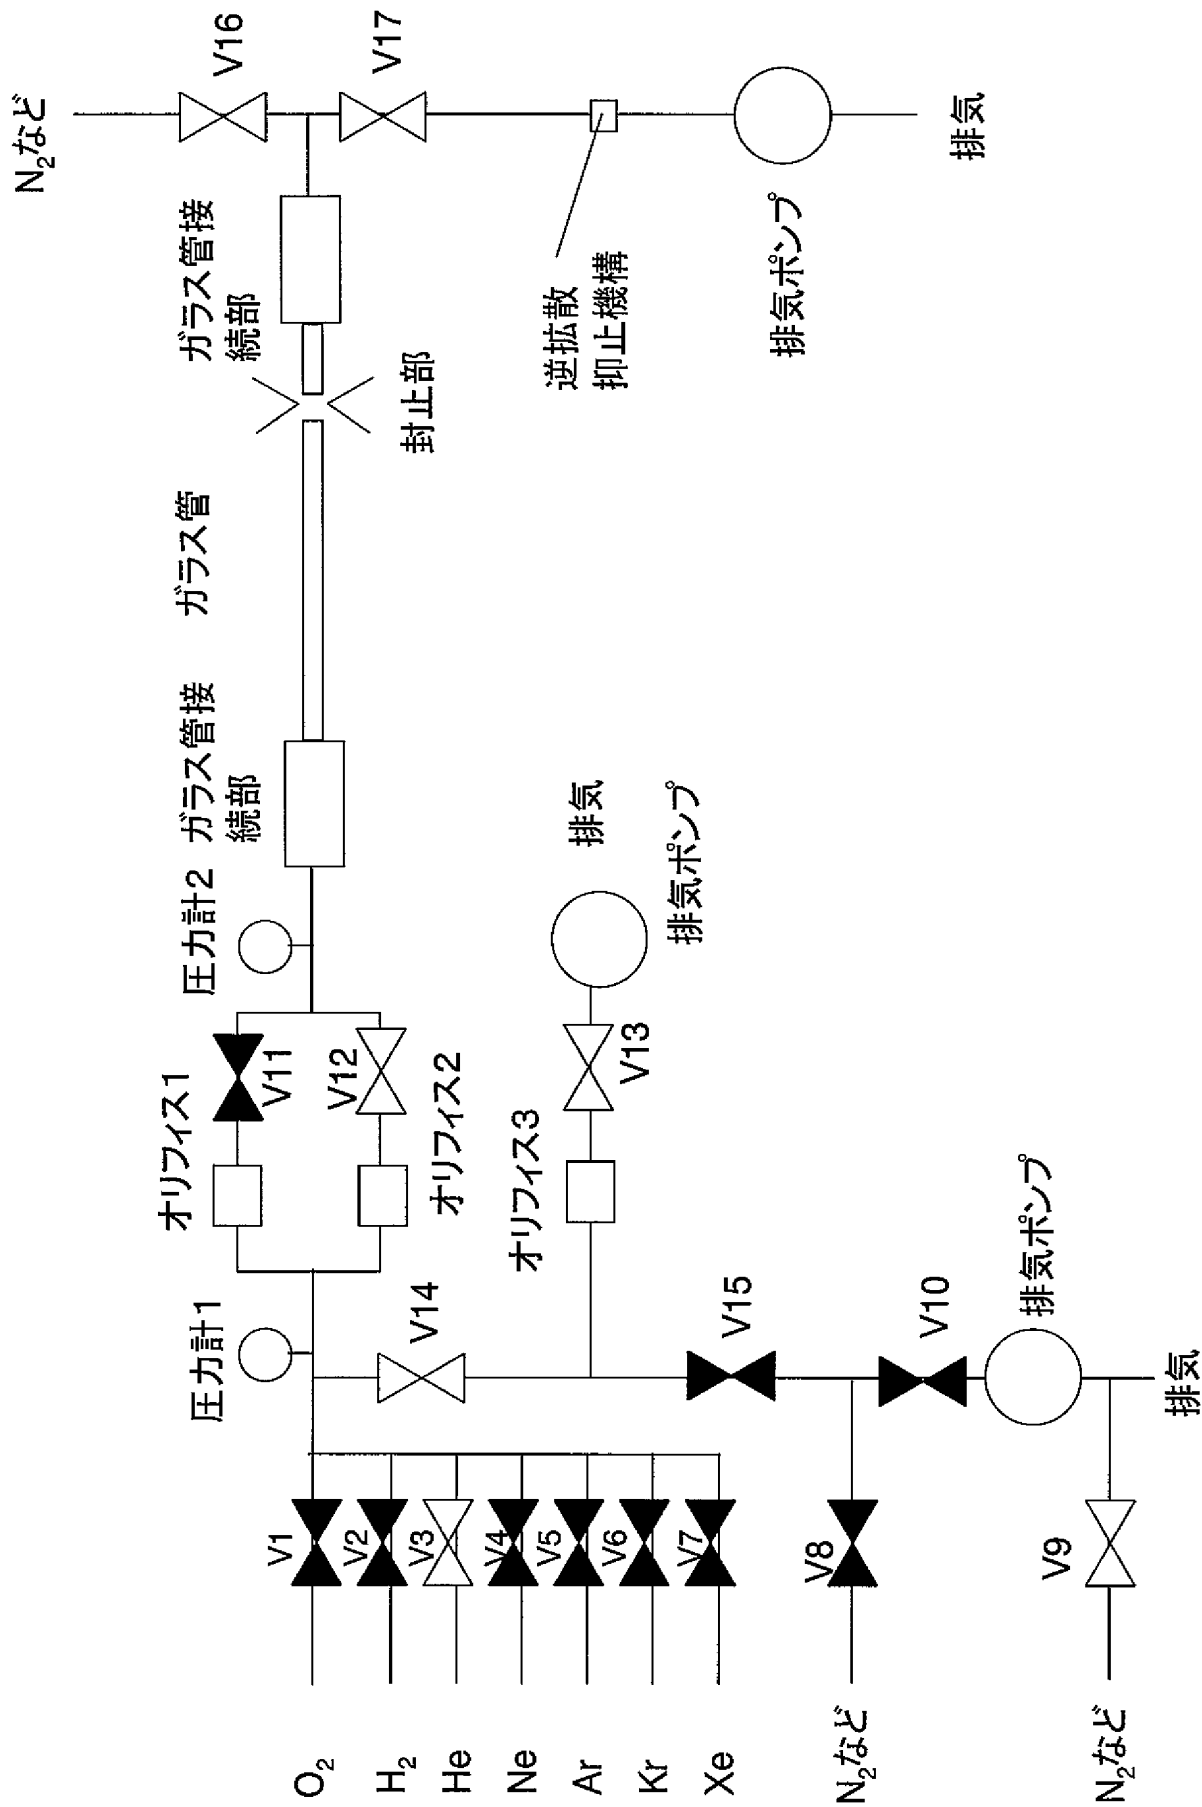 O2
H2
He
Ne
Ar
Kr
Xe
N2など
N2など
V1
V2
V3
V4
V5
V6
V7
V8
V9
圧力計1
V14
V15
V10
排気ポンプ
排気
オリフィス1
V11
V12
オリフィス2
オリフィス3
V13
排気
排気ポンプ
圧力計2
ガラス管接
続部
ガラス管
封止部
ガラス管接
続部
N2など
V16
V17
逆拡散
抑止機構
排気ポンプ
排気